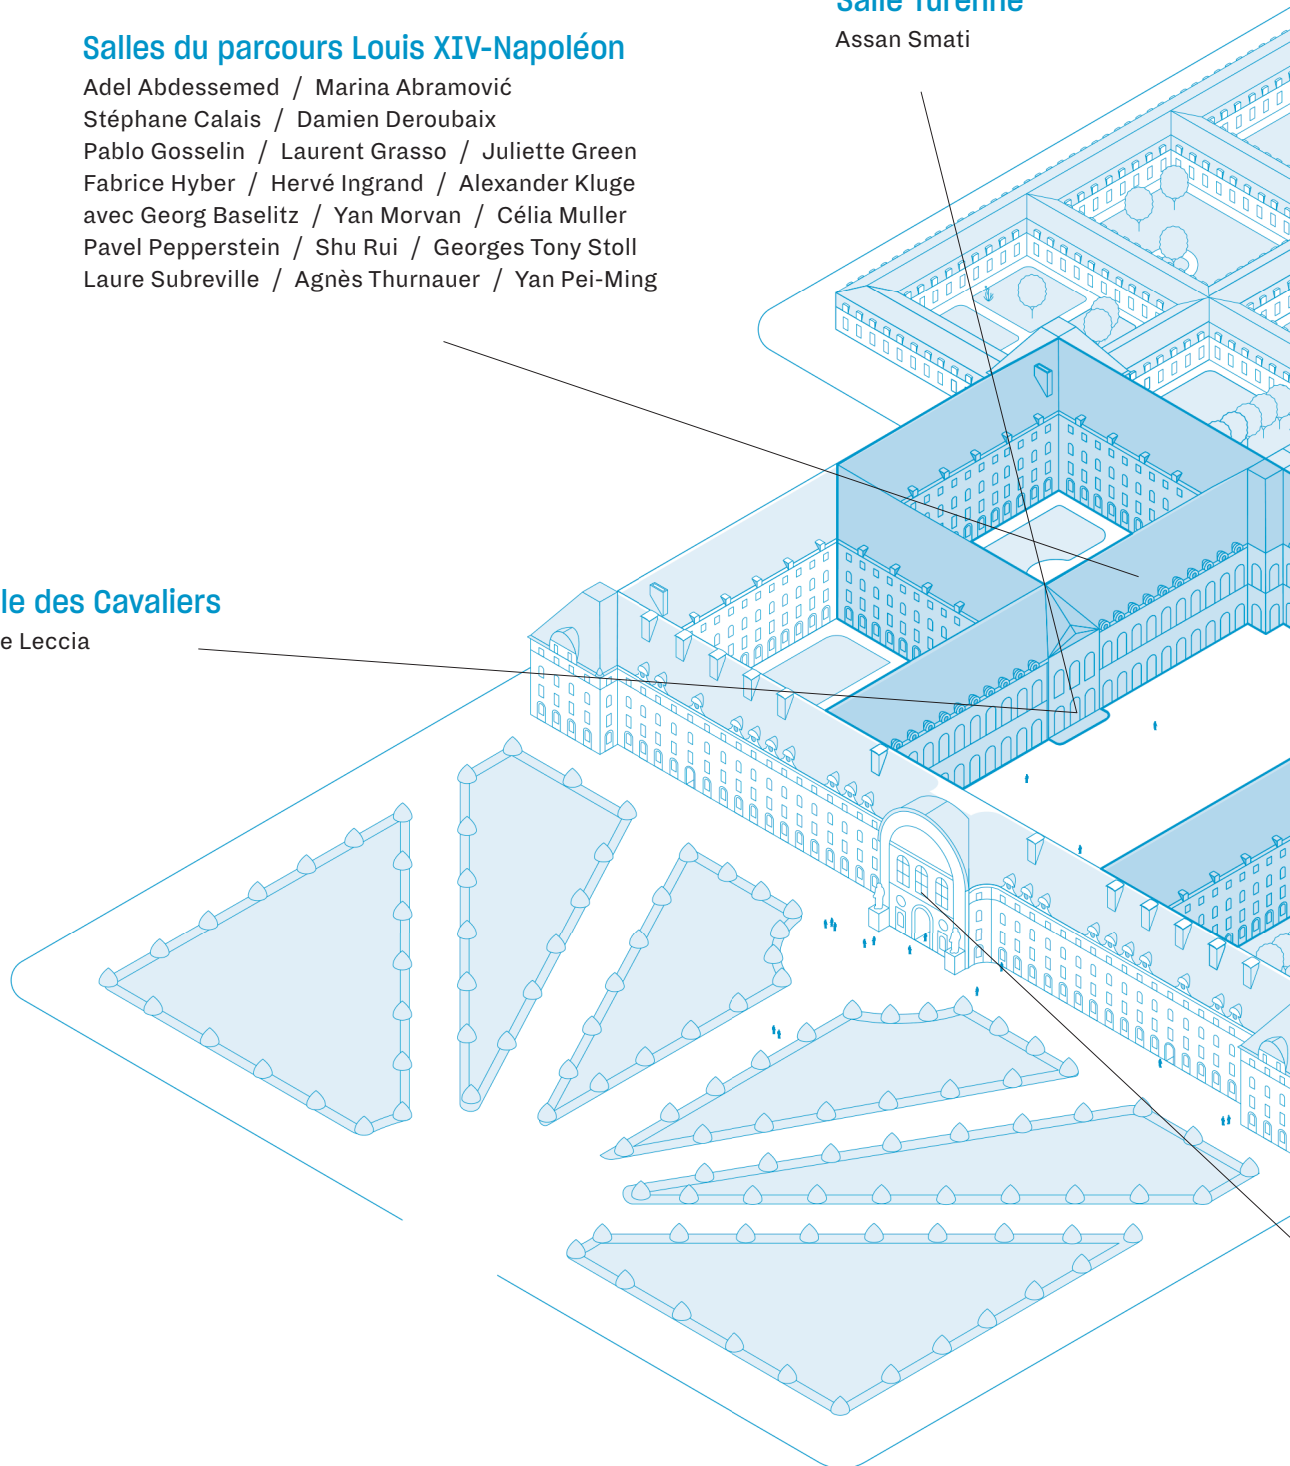 Salle Turenne
Assan Smati
Salles du parcours Louis XIV-Napoléon
Adel Abdessemed / Marina Abramović
Stéphane Calais / Damien Deroubaix
Pablo Gosselin / Laurent Grasso / Juliette Green
Fabrice Hyber / Hervé Ingrand / Alexander Kluge
avec Georg Baselitz / Yan Morvan / Célia Muller
Pavel Pepperstein / Shu Rui / Georges Tony Stoll
Laure Subreville / Agnès Thurnauer / Yan Pei-Ming
le des Cavaliers
e Leccia